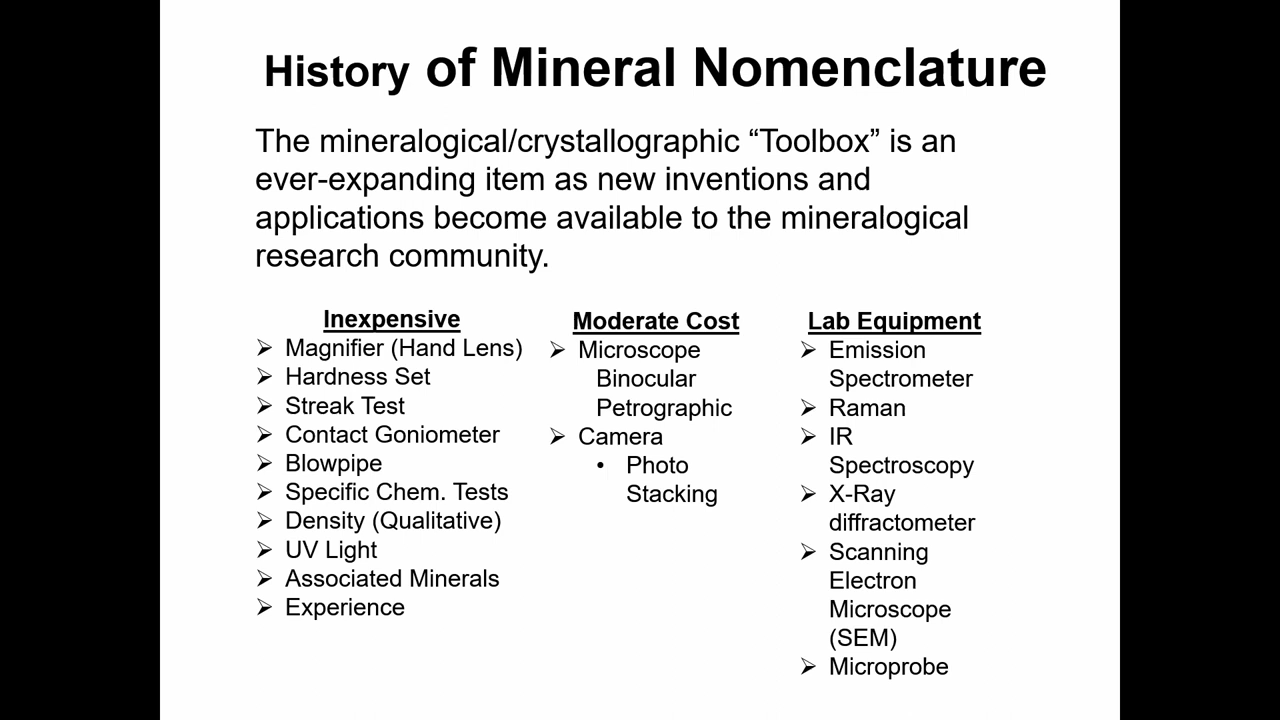 History of Mineral Nomenclature
The mineralogical/crystallographic “Toolbox” is an
ever-expanding item as new inventions and
applications become available to the mineralogical
research community.
Inexpensive
➢ Magnifier (Hand Lens)
➢ Hardness Set
➢ Streak Test
➢ Contact Goniometer
➢ Blowpipe
➢ Specific Chem. Tests
➢ Density (Qualitative)
➢ UV Light
➢ Associated Minerals
➢ Experience
Moderate Cost
➢ Microscope
Binocular
Petrographic
➢ Camera
• Photo
Stacking
Lab Equipment
➢ Emission
Spectrometer
➢ Raman
➢ IR
Spectroscopy
➢ X-Ray
diffractometer
➢ Scanning
Electron
Microscope
(SEM)
➢ Microprobe